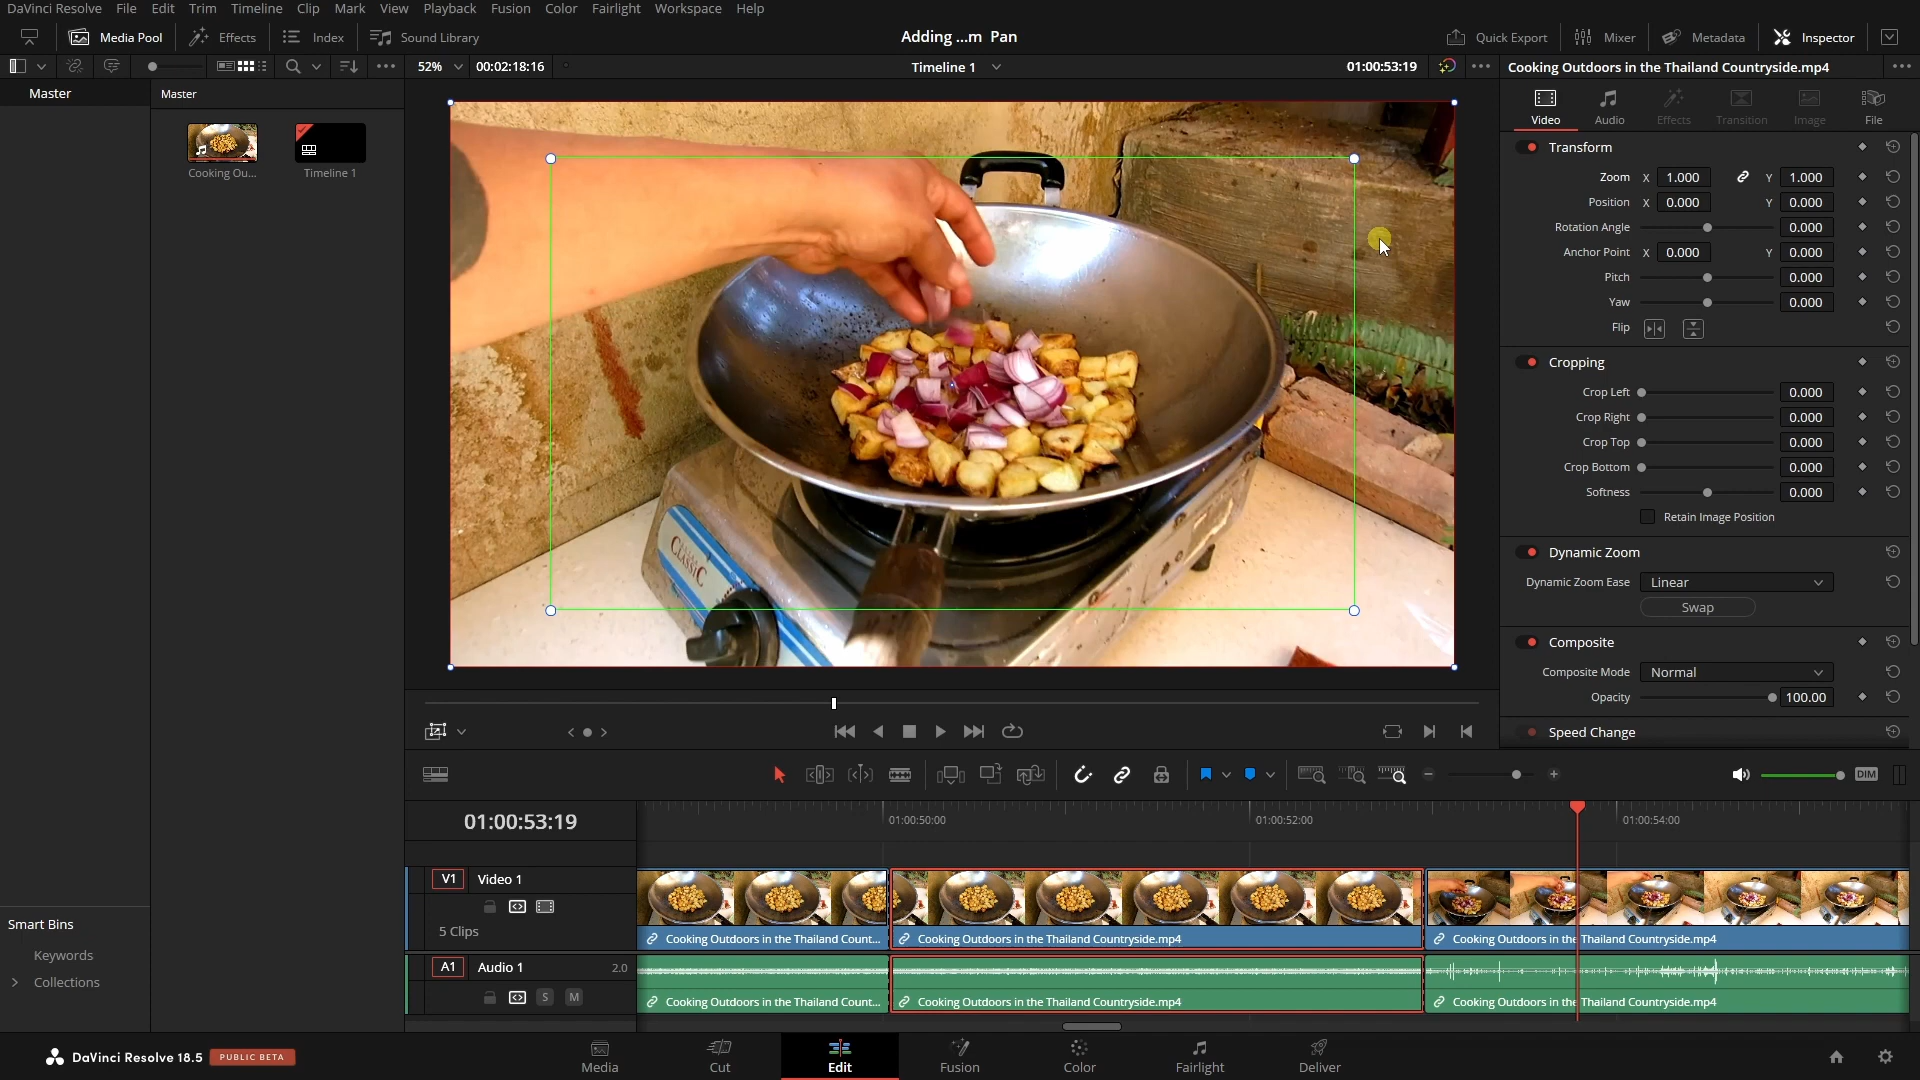 DaVinci Resolve File Edit Trim Timeline Clip Mark View Playback Fusion Color Fairlight Workspace Help
Media Pool Effects Index Sound Library Adding ...m Pan Quick Export Mixer Metadata Inspector
52% 00:02:18:16 Timeline 1 01:00:53:19 Cooking Outdoors in the Thailand Countryside.mp4
Master Master
Cooking Ou... Timeline 1
Video Audio Effects Transition Image File
Transform
Zoom X 1.000 Y 1.000
Position X 0.000 Y 0.000
Rotation Angle 0.000
Anchor Point X 0.000 Y 0.000
Pitch 0.000
Yaw 0.000
Flip
Cropping
Crop Left 0.000
Crop Right 0.000
Crop Top 0.000
Crop Bottom 0.000
Softness 0.000
Retain Image Position
Dynamic Zoom
Dynamic Zoom Ease Linear
Swap
Composite
Composite Mode Normal
Opacity 100.00
Speed Change
CLASSIC
DIM
01:00:53:19 01:00:50:00 01:00:52:00 01:00:54:00
V1 Video 1
5 Clips
Cooking Outdoors in the Thailand Count... Cooking Outdoors in the Thailand Countryside.mp4 Cooking Outdoors in the Thailand Countryside.mp4
A1 Audio 1 2.0
S M
Cooking Outdoors in the Thailand Count... Cooking Outdoors in the Thailand Countryside.mp4 Cooking Outdoors in the Thailand Countryside.mp4
Smart Bins
Keywords
Collections
DaVinci Resolve 18.5 PUBLIC BETA
Media Cut Edit Fusion Color Fairlight Deliver